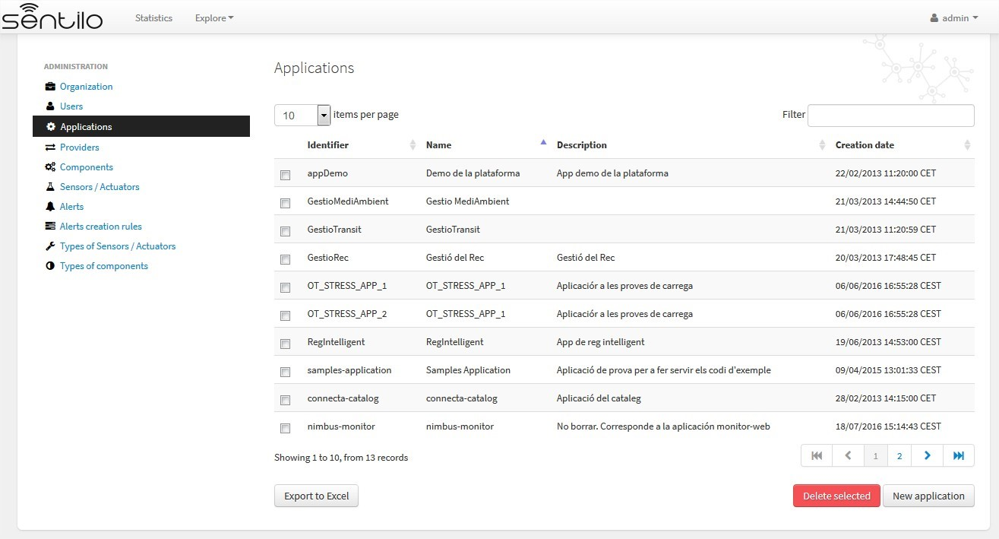 sentilo Statistics Explore admin
ADMINISTRATION
Organization
Users
Applications
Providers
Components
Sensors / Actuators
Alerts
Alerts creation rules
Types of Sensors / Actuators
Types of components
Applications
10 items per page Filter
Identifier Name Description Creation date
appDemo Demo de la plataforma App demo de la plataforma 22/02/2013 11:20:00 CET
GestioMediAmbient Gestio MediAmbient 21/03/2013 14:44:50 CET
GestioTransit GestioTransit 21/03/2013 11:20:59 CET
GestioRec Gestió del Rec Gestió del Rec 20/03/2013 17:48:45 CET
OT_STRESS_APP_1 OT_STRESS_APP_1 Aplicaciór a les proves de carrega 06/06/2016 16:55:28 CEST
OT_STRESS_APP_2 OT_STRESS_APP_1 Aplicaciór a les proves de carrega 06/06/2016 16:55:28 CEST
RegIntelligent RegIntelligent App de reg intelligent 19/06/2013 14:53:00 CEST
samples-application Samples Application Aplicació de prova per a fer servir els codi d'exemple 09/04/2015 13:01:33 CEST
connecta-catalog connecta-catalog Aplicació del cataleg 28/02/2013 14:15:00 CET
nimbus-monitor nimbus-monitor No borrar. Corresponde a la aplicación monitor-web 18/07/2016 15:14:43 CEST
Showing 1 to 10, from 13 records 1 2
Export to Excel Delete selected New application